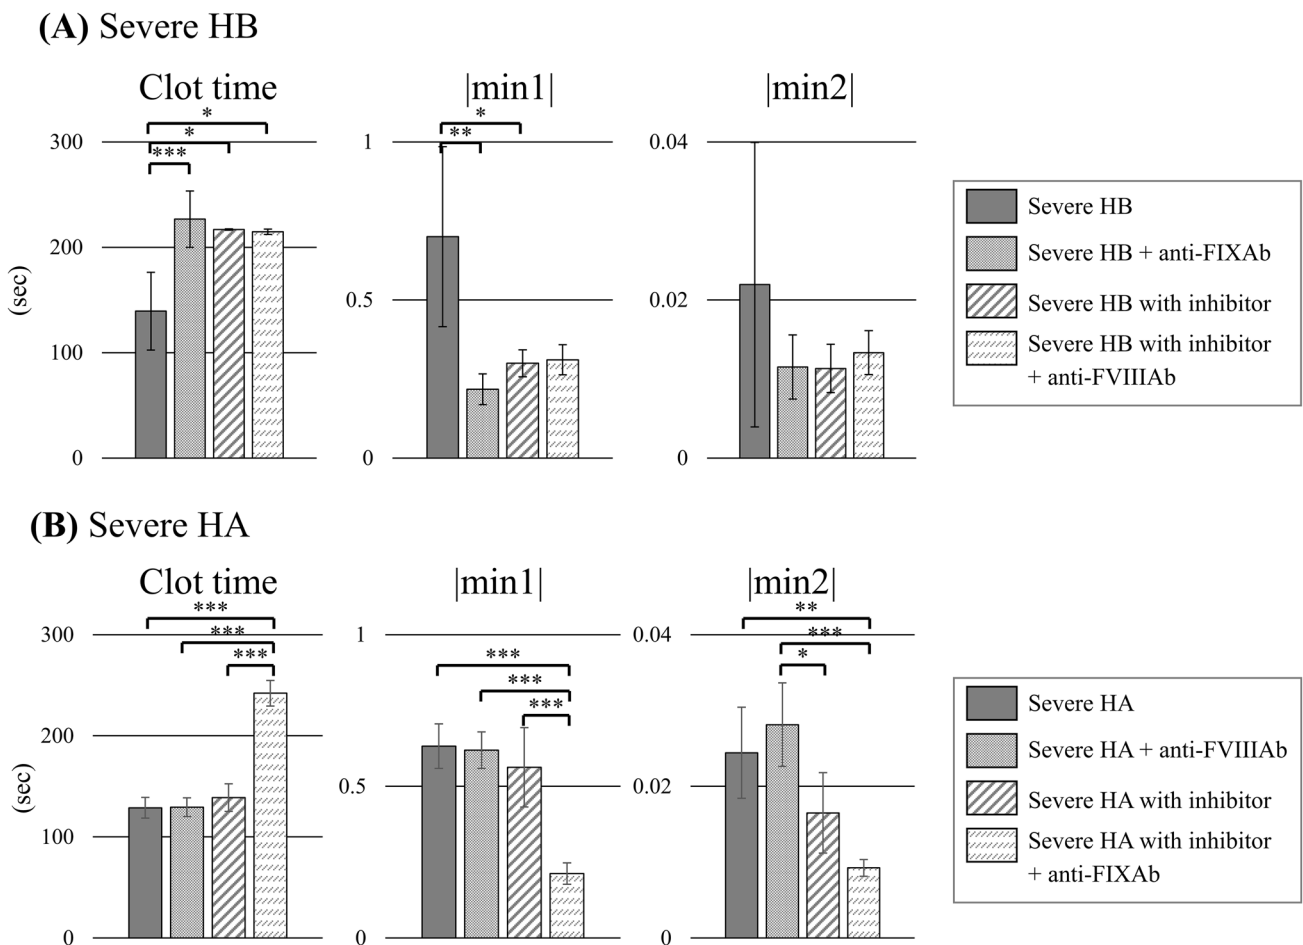 (A) Severe HB
Clot time
|min1|
|min2|
*
*
***
*
**
300
200
100
0
(sec)
1
0.5
0
0.04
0.02
0
Severe HB
Severe HB + anti-FIXAb
Severe HB with inhibitor
Severe HB with inhibitor
+ anti-FVIIIAb
(B) Severe HA
Clot time
|min1|
|min2|
***
***
***
***
***
***
**
***
*
300
200
100
0
(sec)
1
0.5
0
0.04
0.02
0
Severe HA
Severe HA + anti-FVIIIAb
Severe HA with inhibitor
Severe HA with inhibitor
+ anti-FIXAb